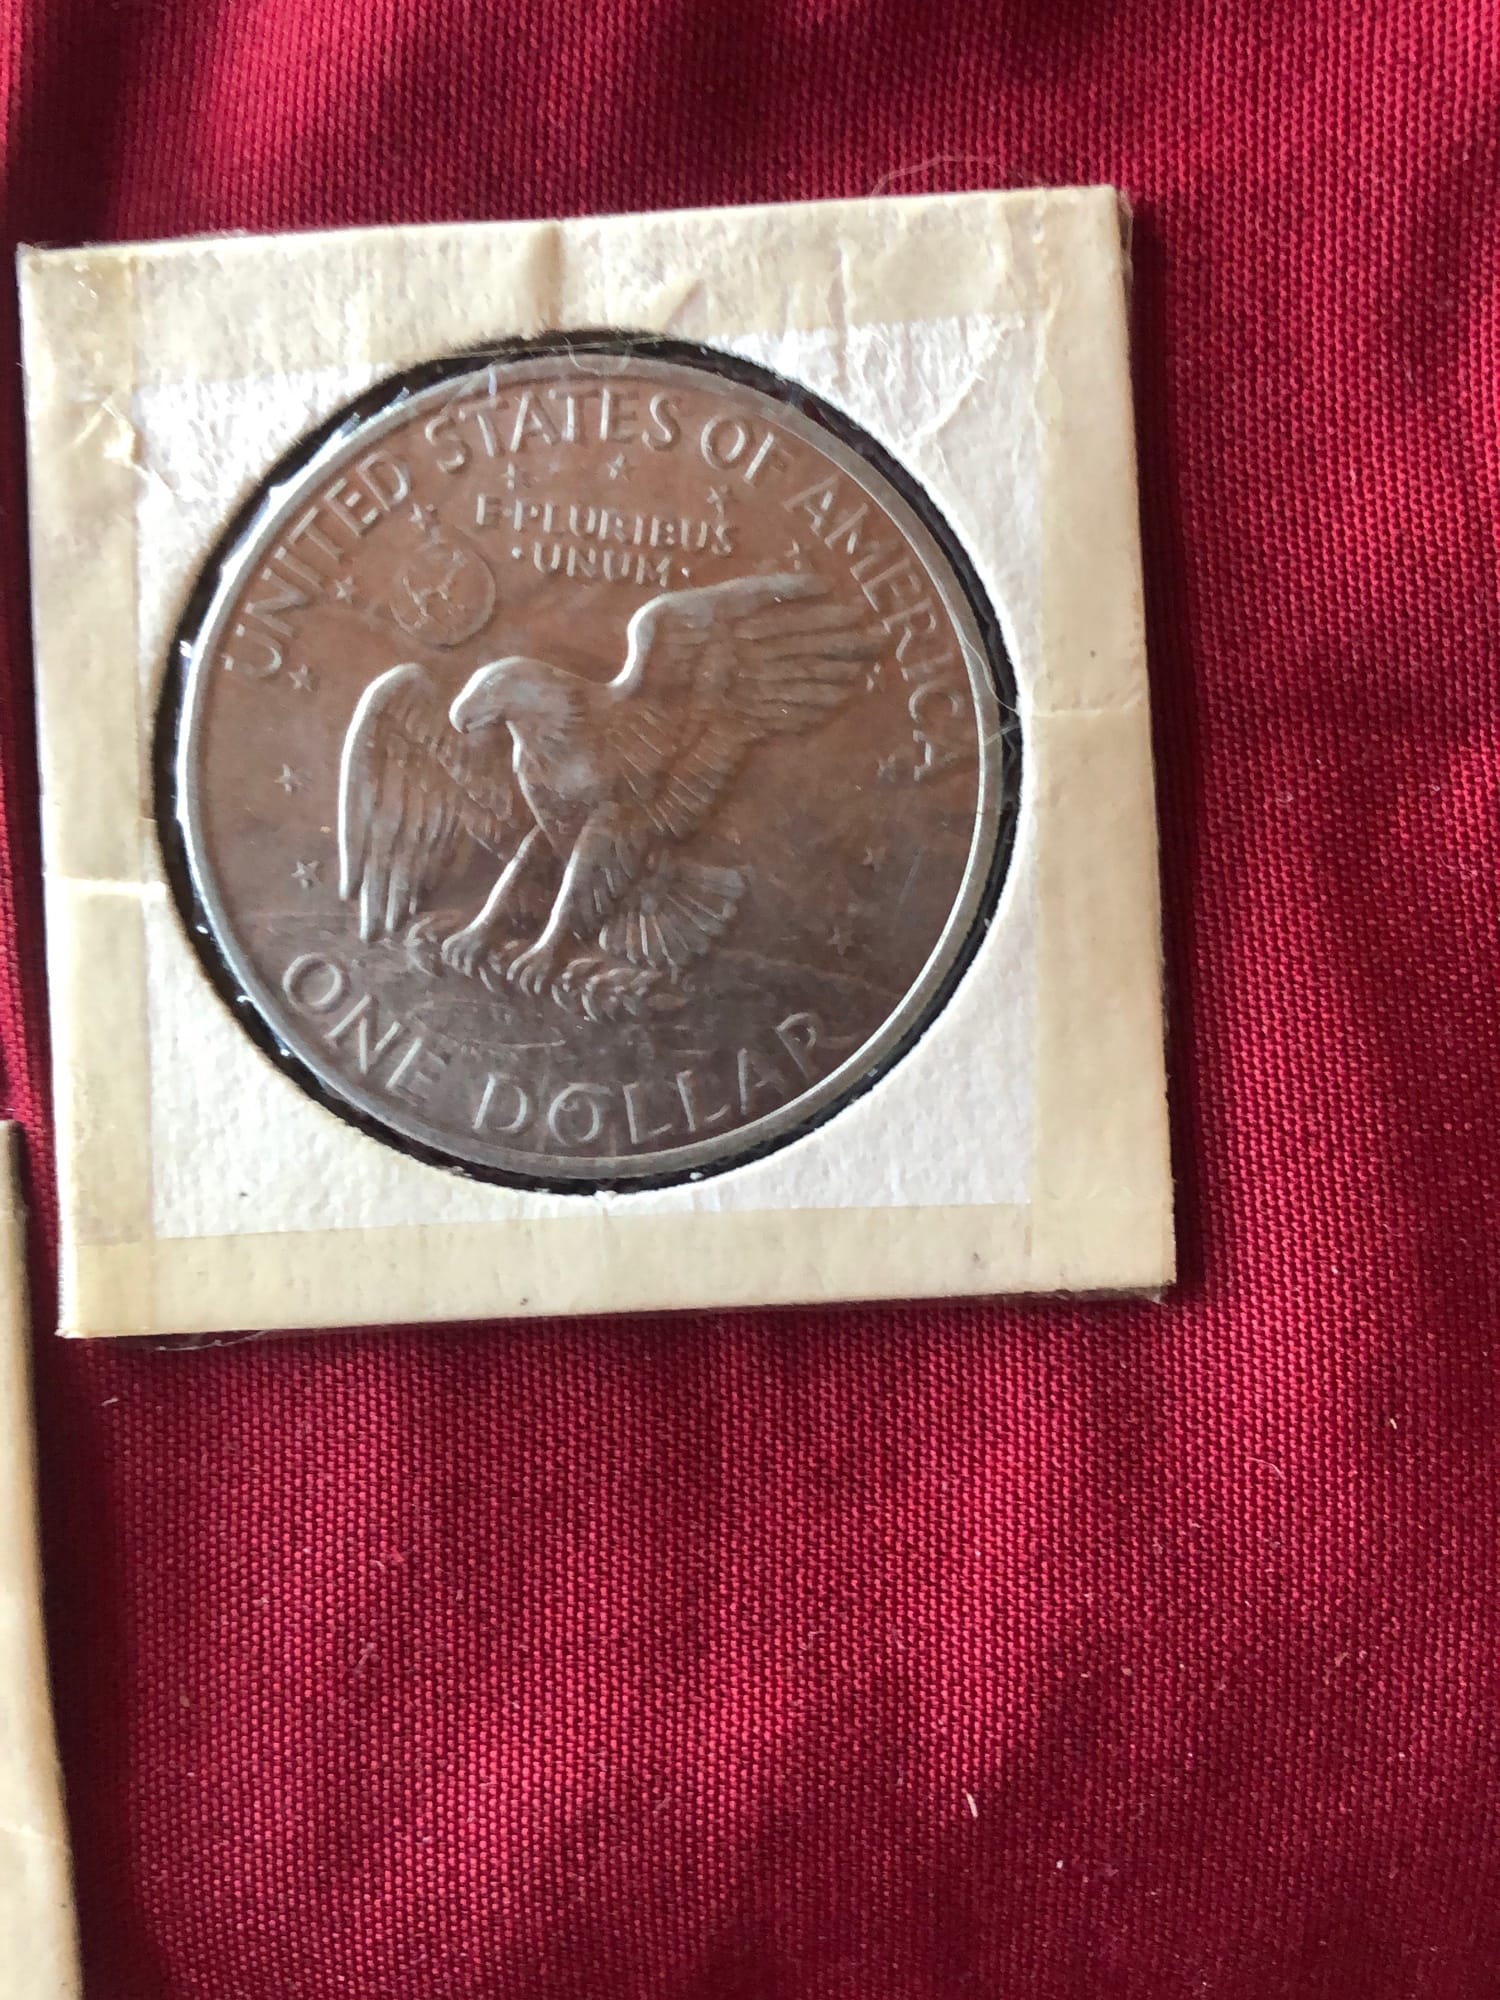 UNITED STATES OF AMERICA
E·PLURIBUS
·UNUM·
ONE DOLLAR